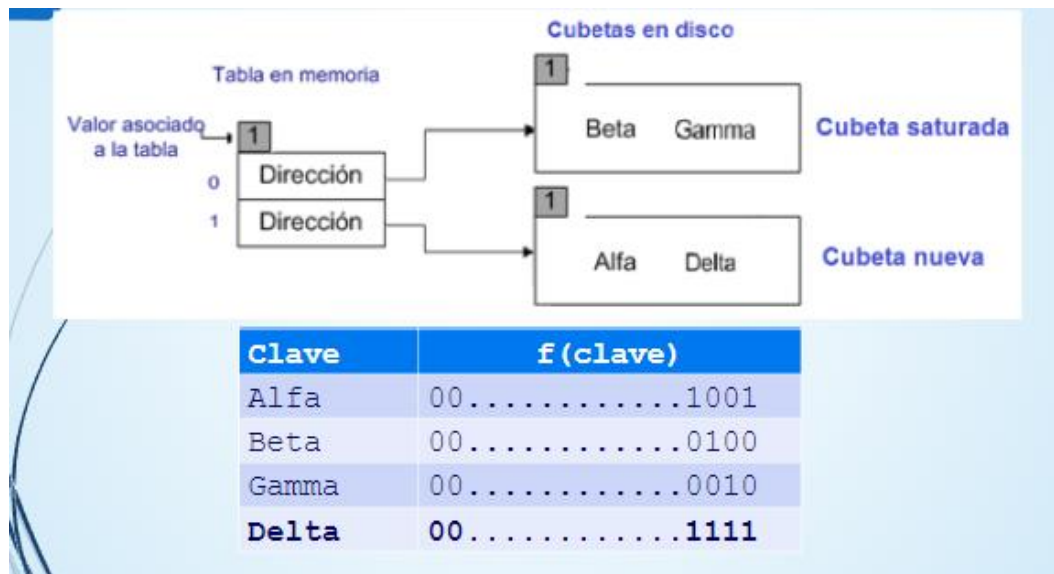 Cubetas en disco
Tabla en memoria
1
Valor asociado
a la tabla
1
Beta Gamma
Cubeta saturada
0 Dirección
1 Dirección
1
Alfa Delta
Cubeta nueva
Clave f(clave)
Alfa 00............1001
Beta 00............0100
Gamma 00............0010
Delta 00............1111